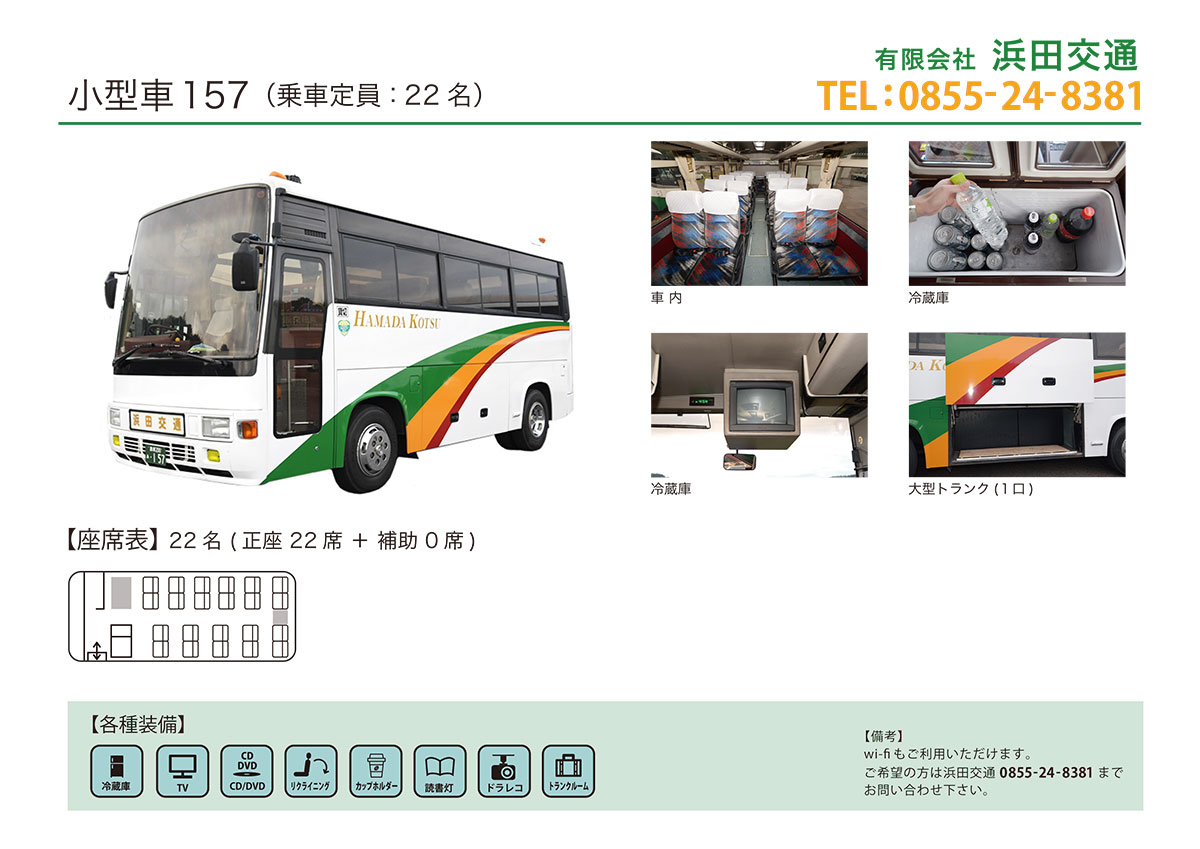 有限会社 浜田交通
小型車157（乗車定員：22名）
TEL：0855-24-8381
HAMADA KOTSU
貸切
浜田交通
157
車内
冷蔵庫
冷蔵庫
大型トランク(1口)
【座席表】22名(正座 22席 ＋ 補助 0席)
【各種装備】
冷蔵庫
TV
CD
DVD
CD/DVD
リクライニング
カップホルダー
読書灯
ドラレコ
トランクルーム
【備考】
wi-fiもご利用いただけます。
ご希望の方は浜田交通 0855-24-8381 まで
お問い合わせ下さい。